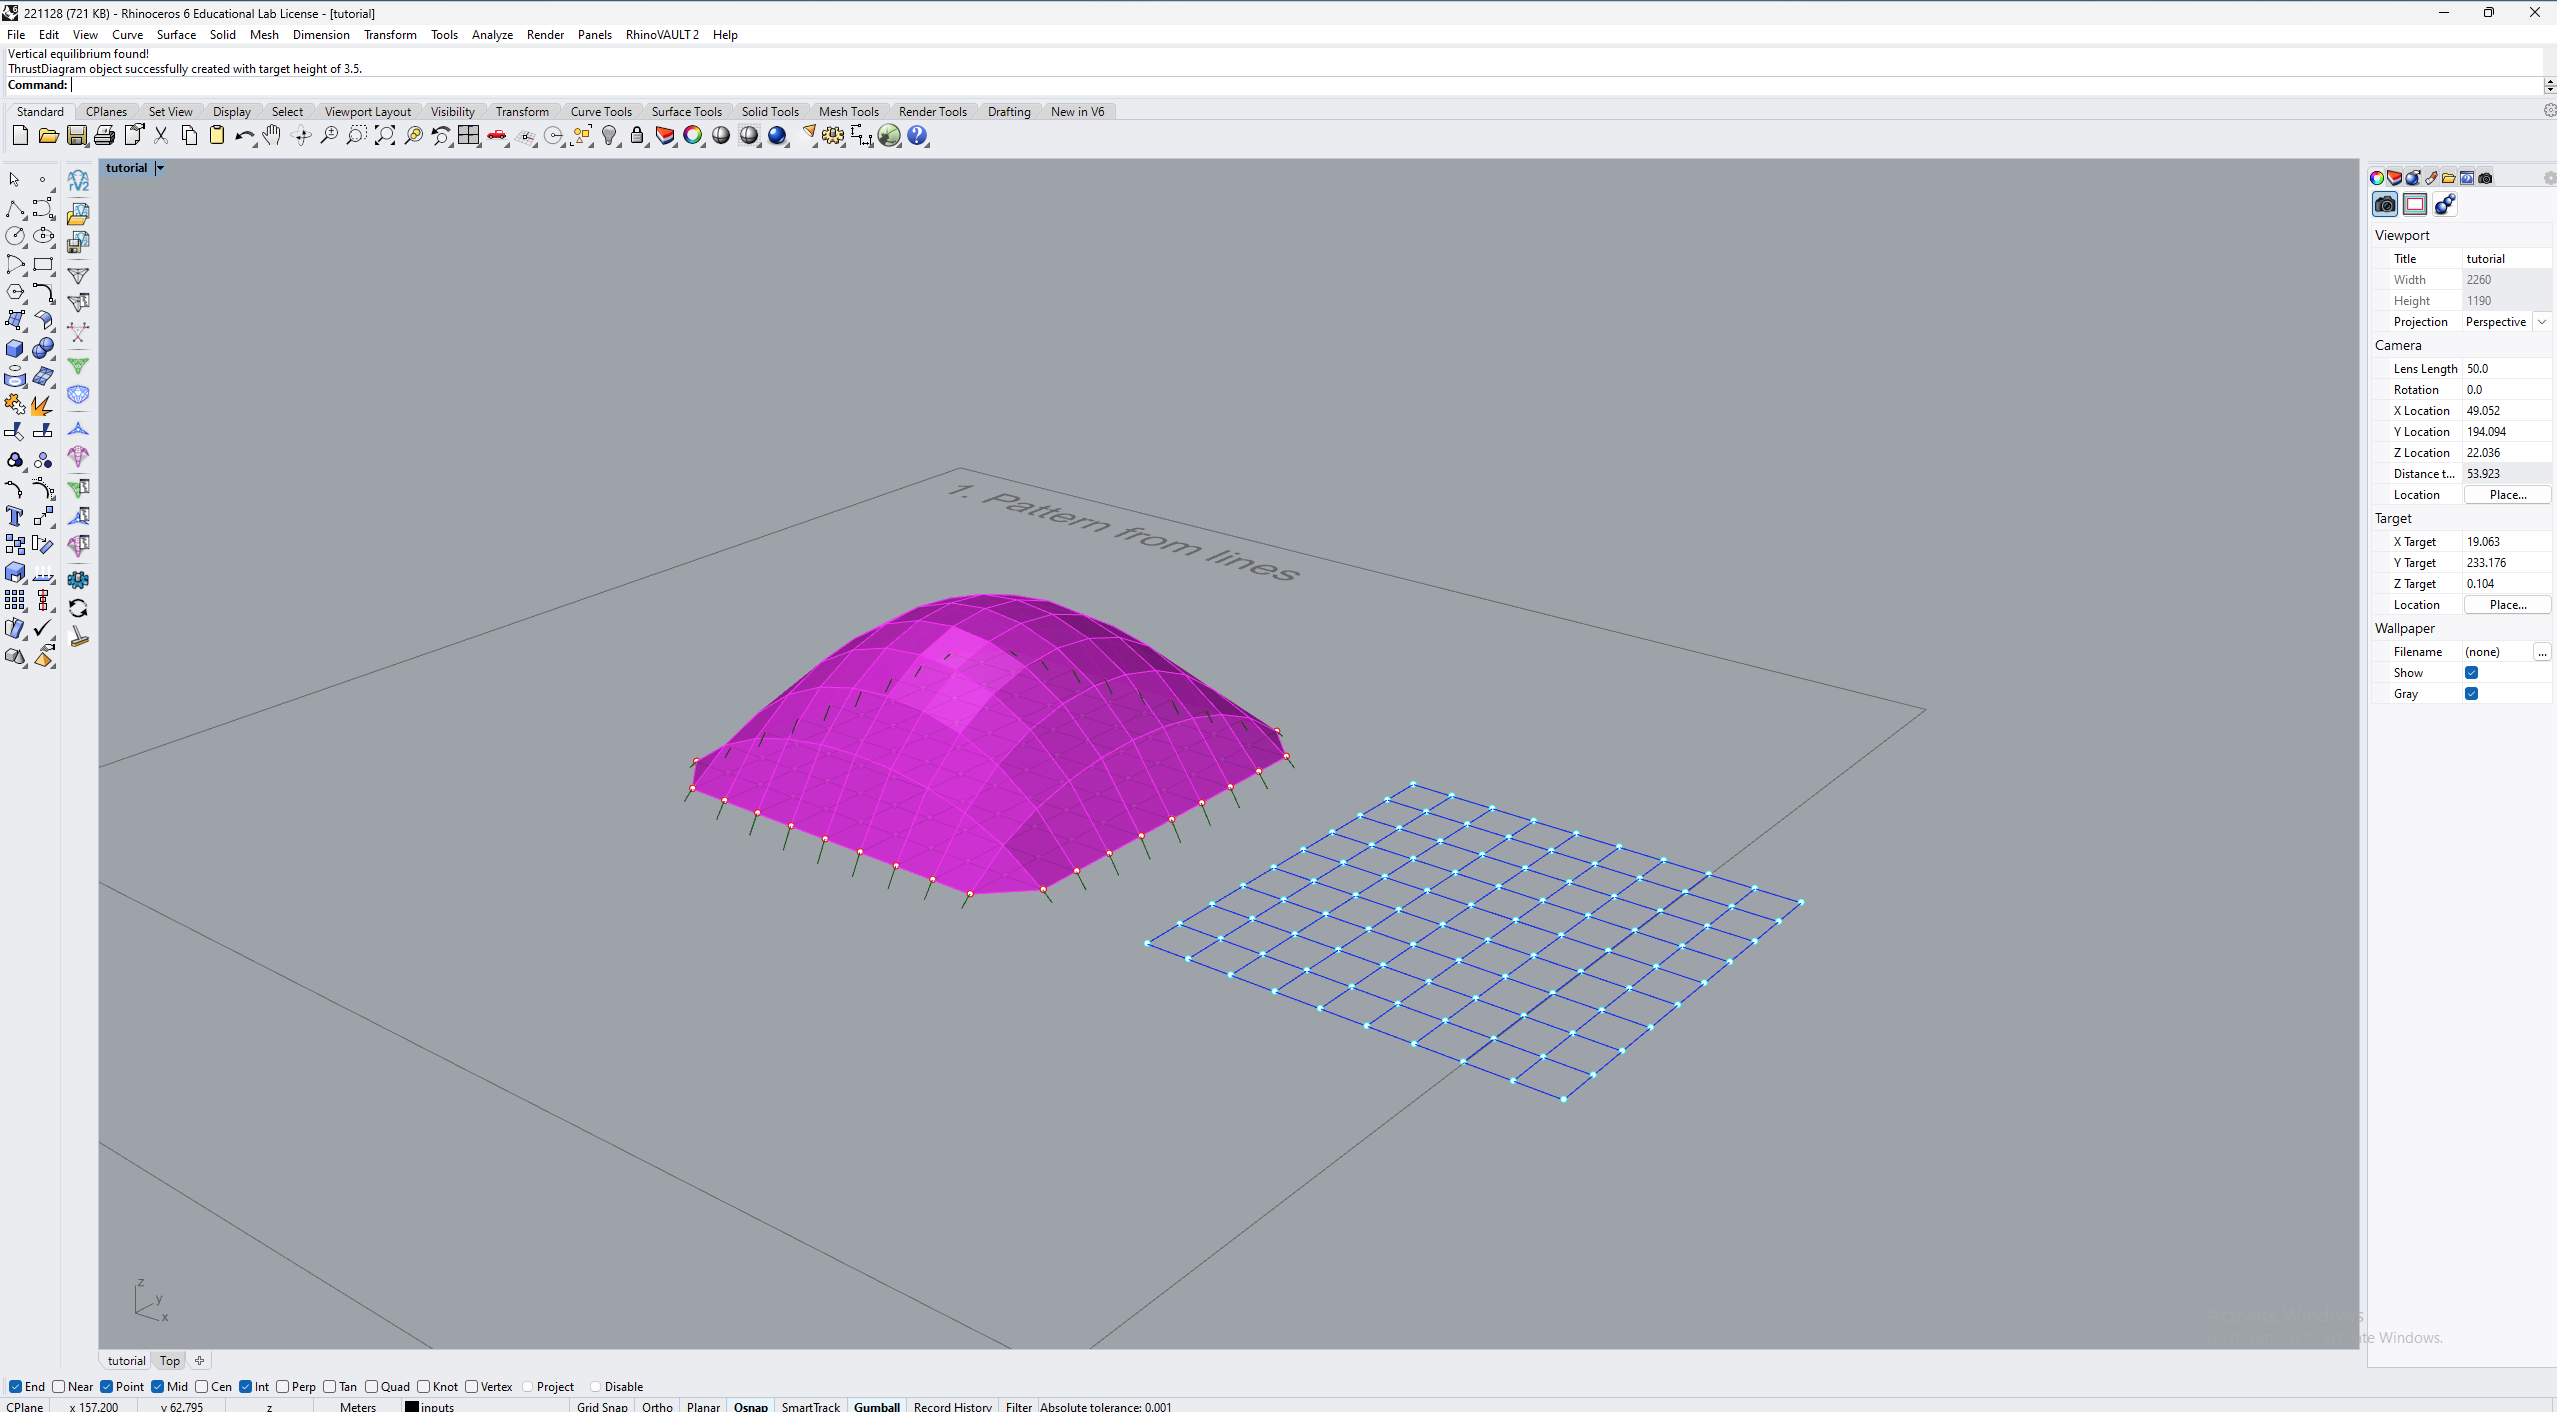 221128 (721 KB) - Rhinoceros 6 Educational Lab License - [tutorial]
File Edit View Curve Surface Solid Mesh Dimension Transform Tools Analyze Render Panels RhinoVAULT2 Help
Vertical equilibrium found!
ThrustDiagram object successfully created with target height of 3.5.
Command:
Standard CPlanes Set View Display Select Viewport Layout Visibility Transform Curve Tools Surface Tools Solid Tools Mesh Tools Render Tools Drafting New in V6
tutorial
rV2
1. Pattern from lines
z
y
x
Viewport
Title tutorial
Width 2260
Height 1190
Projection Perspective
Camera
Lens Length 50.0
Rotation 0.0
X Location 49.052
Y Location 194.094
Z Location 22.036
Distance t... 53.923
Location Place...
Target
X Target 19.063
Y Target 233.176
Z Target 0.104
Location Place...
Wallpaper
Filename (none) ...
Show
Gray
Activate Windows
te Windows.
tutorial Top
End Near Point Mid Cen Int Perp Tan Quad Knot Vertex Project Disable
CPlane x 157.200 y 62.795 z Meters inputs Grid Snap Ortho Planar Osnap SmartTrack Gumball Record History Filter Absolute tolerance: 0.001